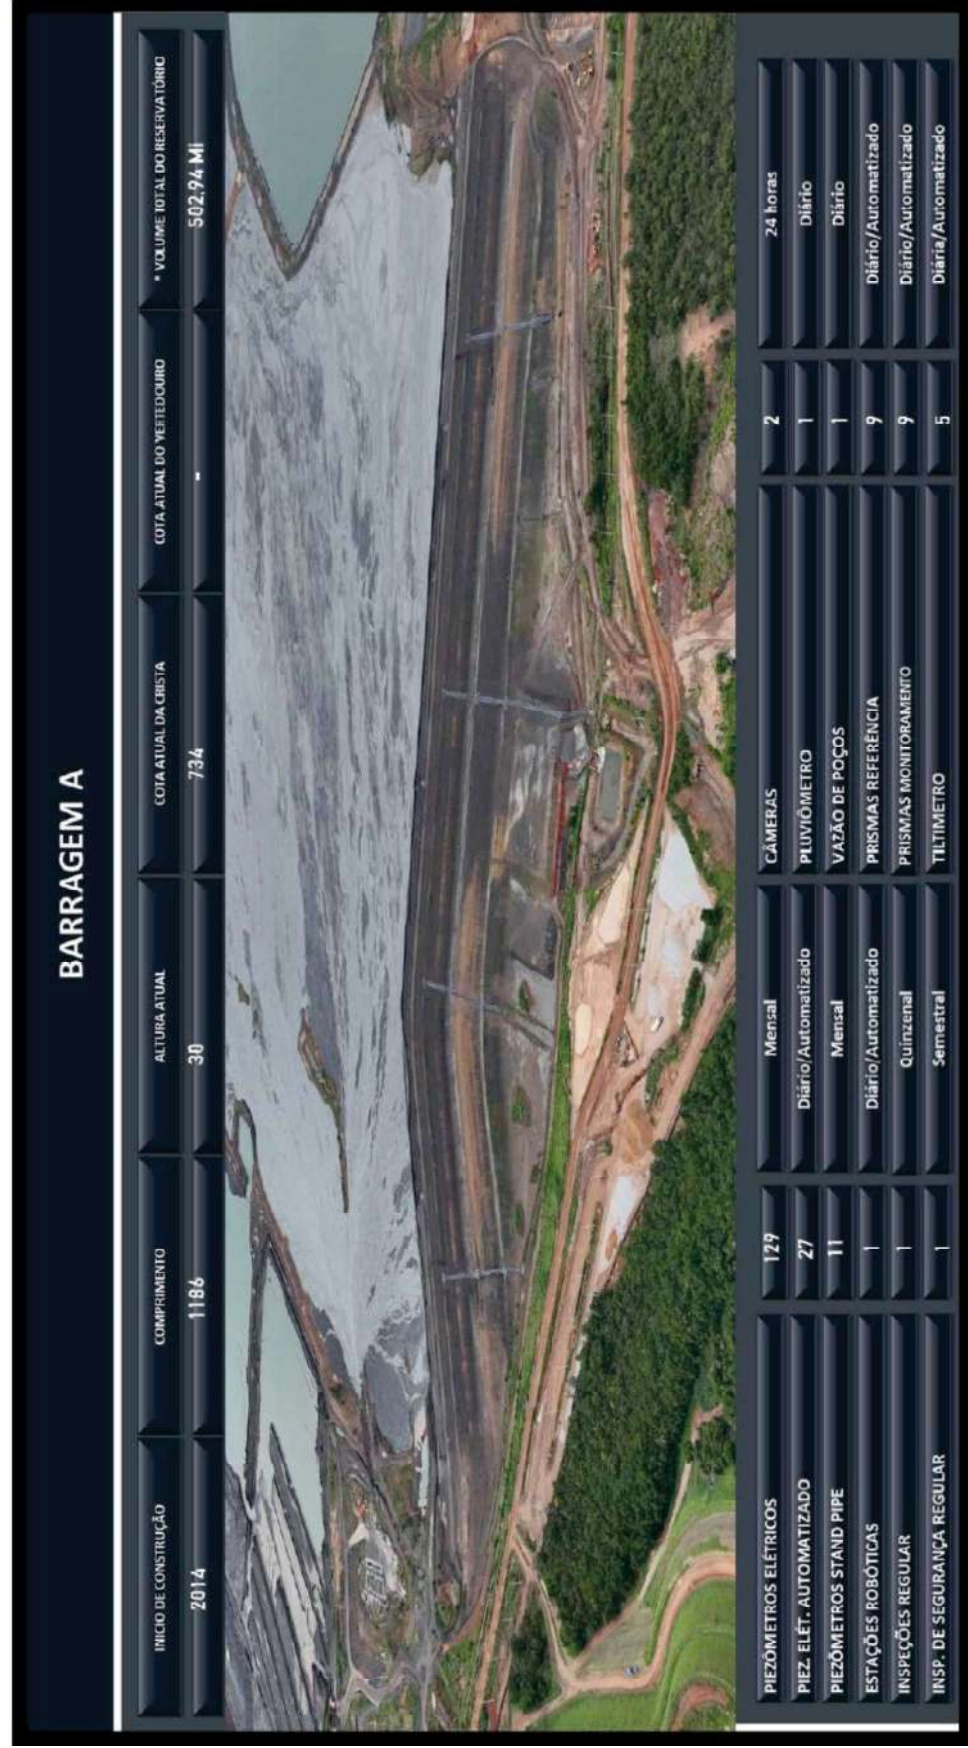 BARRAGEM A
INICIO DE CONSTRUÇÃO COMPRIMENTO ALTURA ATUAL COTA ATUAL DA CRISTA COTA ATUAL DO VERTEDOURO * VOLUME TOTAL DO RESERVATÓRIO
2014 1186 30 734 - 502,94 Mi
PIEZÔMETROS ELÉTRICOS 129 Mensal CÂMERAS 2 24 horas
PIEZ. ELÉT. AUTOMATIZADO 27 Diário/Automatizado PLUVIÔMETRO 1 Diário
PIEZÔMETROS STAND PIPE 11 Mensal VAZÃO DE POÇOS 1 Diário
ESTAÇÕES ROBÓTICAS 1 Diário/Automatizado PRISMAS REFERÊNCIA 9 Diário/Automatizado
INSPEÇÕES REGULAR 1 Quinzenal PRISMAS MONITORAMENTO 9 Diário/Automatizado
INSP. DE SEGURANÇA REGULAR 1 Semestral TILTIMETRO 5 Diária/Automatizado